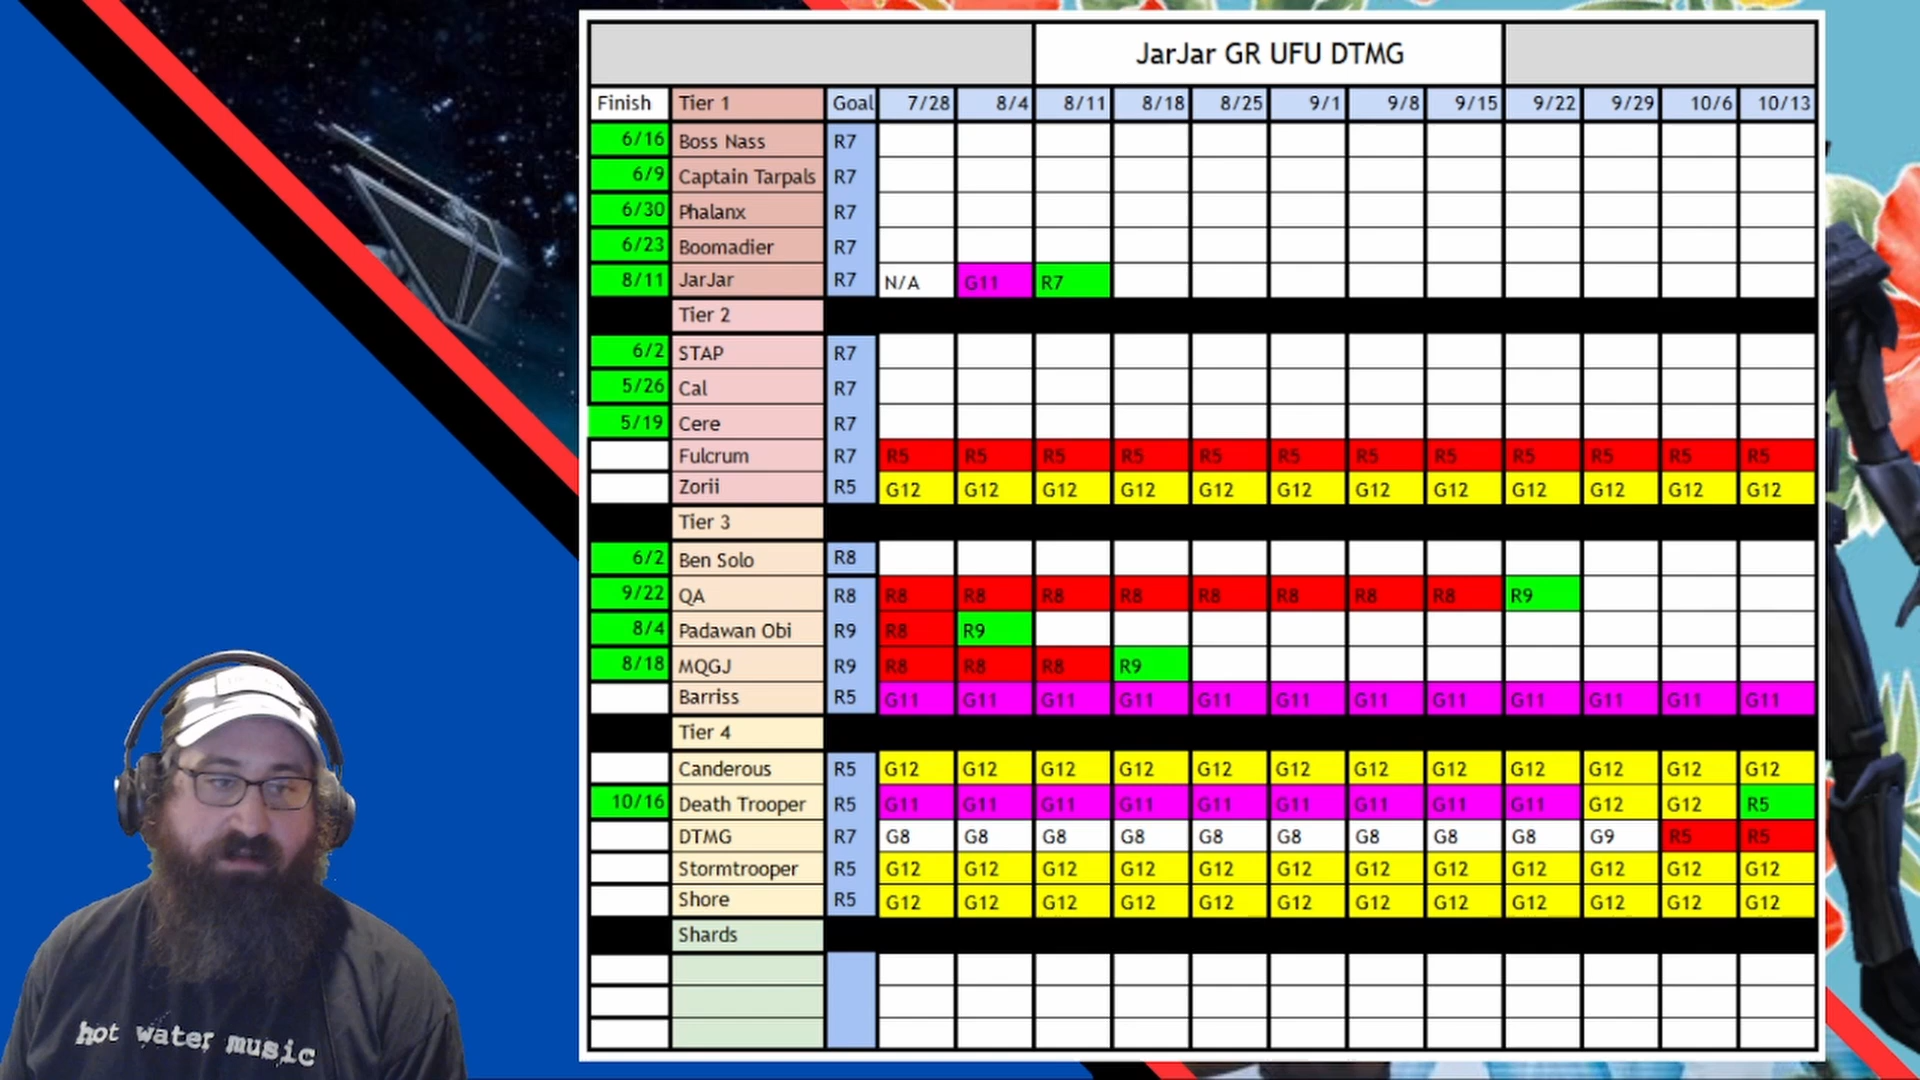 JarJar GR UFU DTMG
Finish Tier 1 Goal 7/28 8/4 8/11 8/18 8/25 9/1 9/8 9/15 9/22 9/29 10/6 10/13
6/16 Boss Nass R7
6/9 Captain Tarpals R7
6/30 Phalanx R7
6/23 Boomadier R7
8/11 JarJar R7 N/A G11 R7
Tier 2
6/2 STAP R7
5/26 Cal R7
5/19 Cere R7
Fulcrum R7 R5 R5 R5 R5 R5 R5 R5 R5 R5 R5 R5 R5
Zorii R5 G12 G12 G12 G12 G12 G12 G12 G12 G12 G12 G12 G12
Tier 3
6/2 Ben Solo R8
9/22 QA R8 R8 R8 R8 R8 R8 R8 R8 R8 R9
8/4 Padawan Obi R9 R8 R9
8/18 MQGJ R9 R8 R8 R8 R9
Barriss R5 G11 G11 G11 G11 G11 G11 G11 G11 G11 G11 G11 G11
Tier 4
Canderous R5 G12 G12 G12 G12 G12 G12 G12 G12 G12 G12 G12 G12
10/16 Death Trooper R5 G11 G11 G11 G11 G11 G11 G11 G11 G11 G12 G12 R5
DTMG R7 G8 G8 G8 G8 G8 G8 G8 G8 G8 G9 R5 R5
Stormtrooper R5 G12 G12 G12 G12 G12 G12 G12 G12 G12 G12 G12 G12
Shore R5 G12 G12 G12 G12 G12 G12 G12 G12 G12 G12 G12 G12
Shards
hot water music